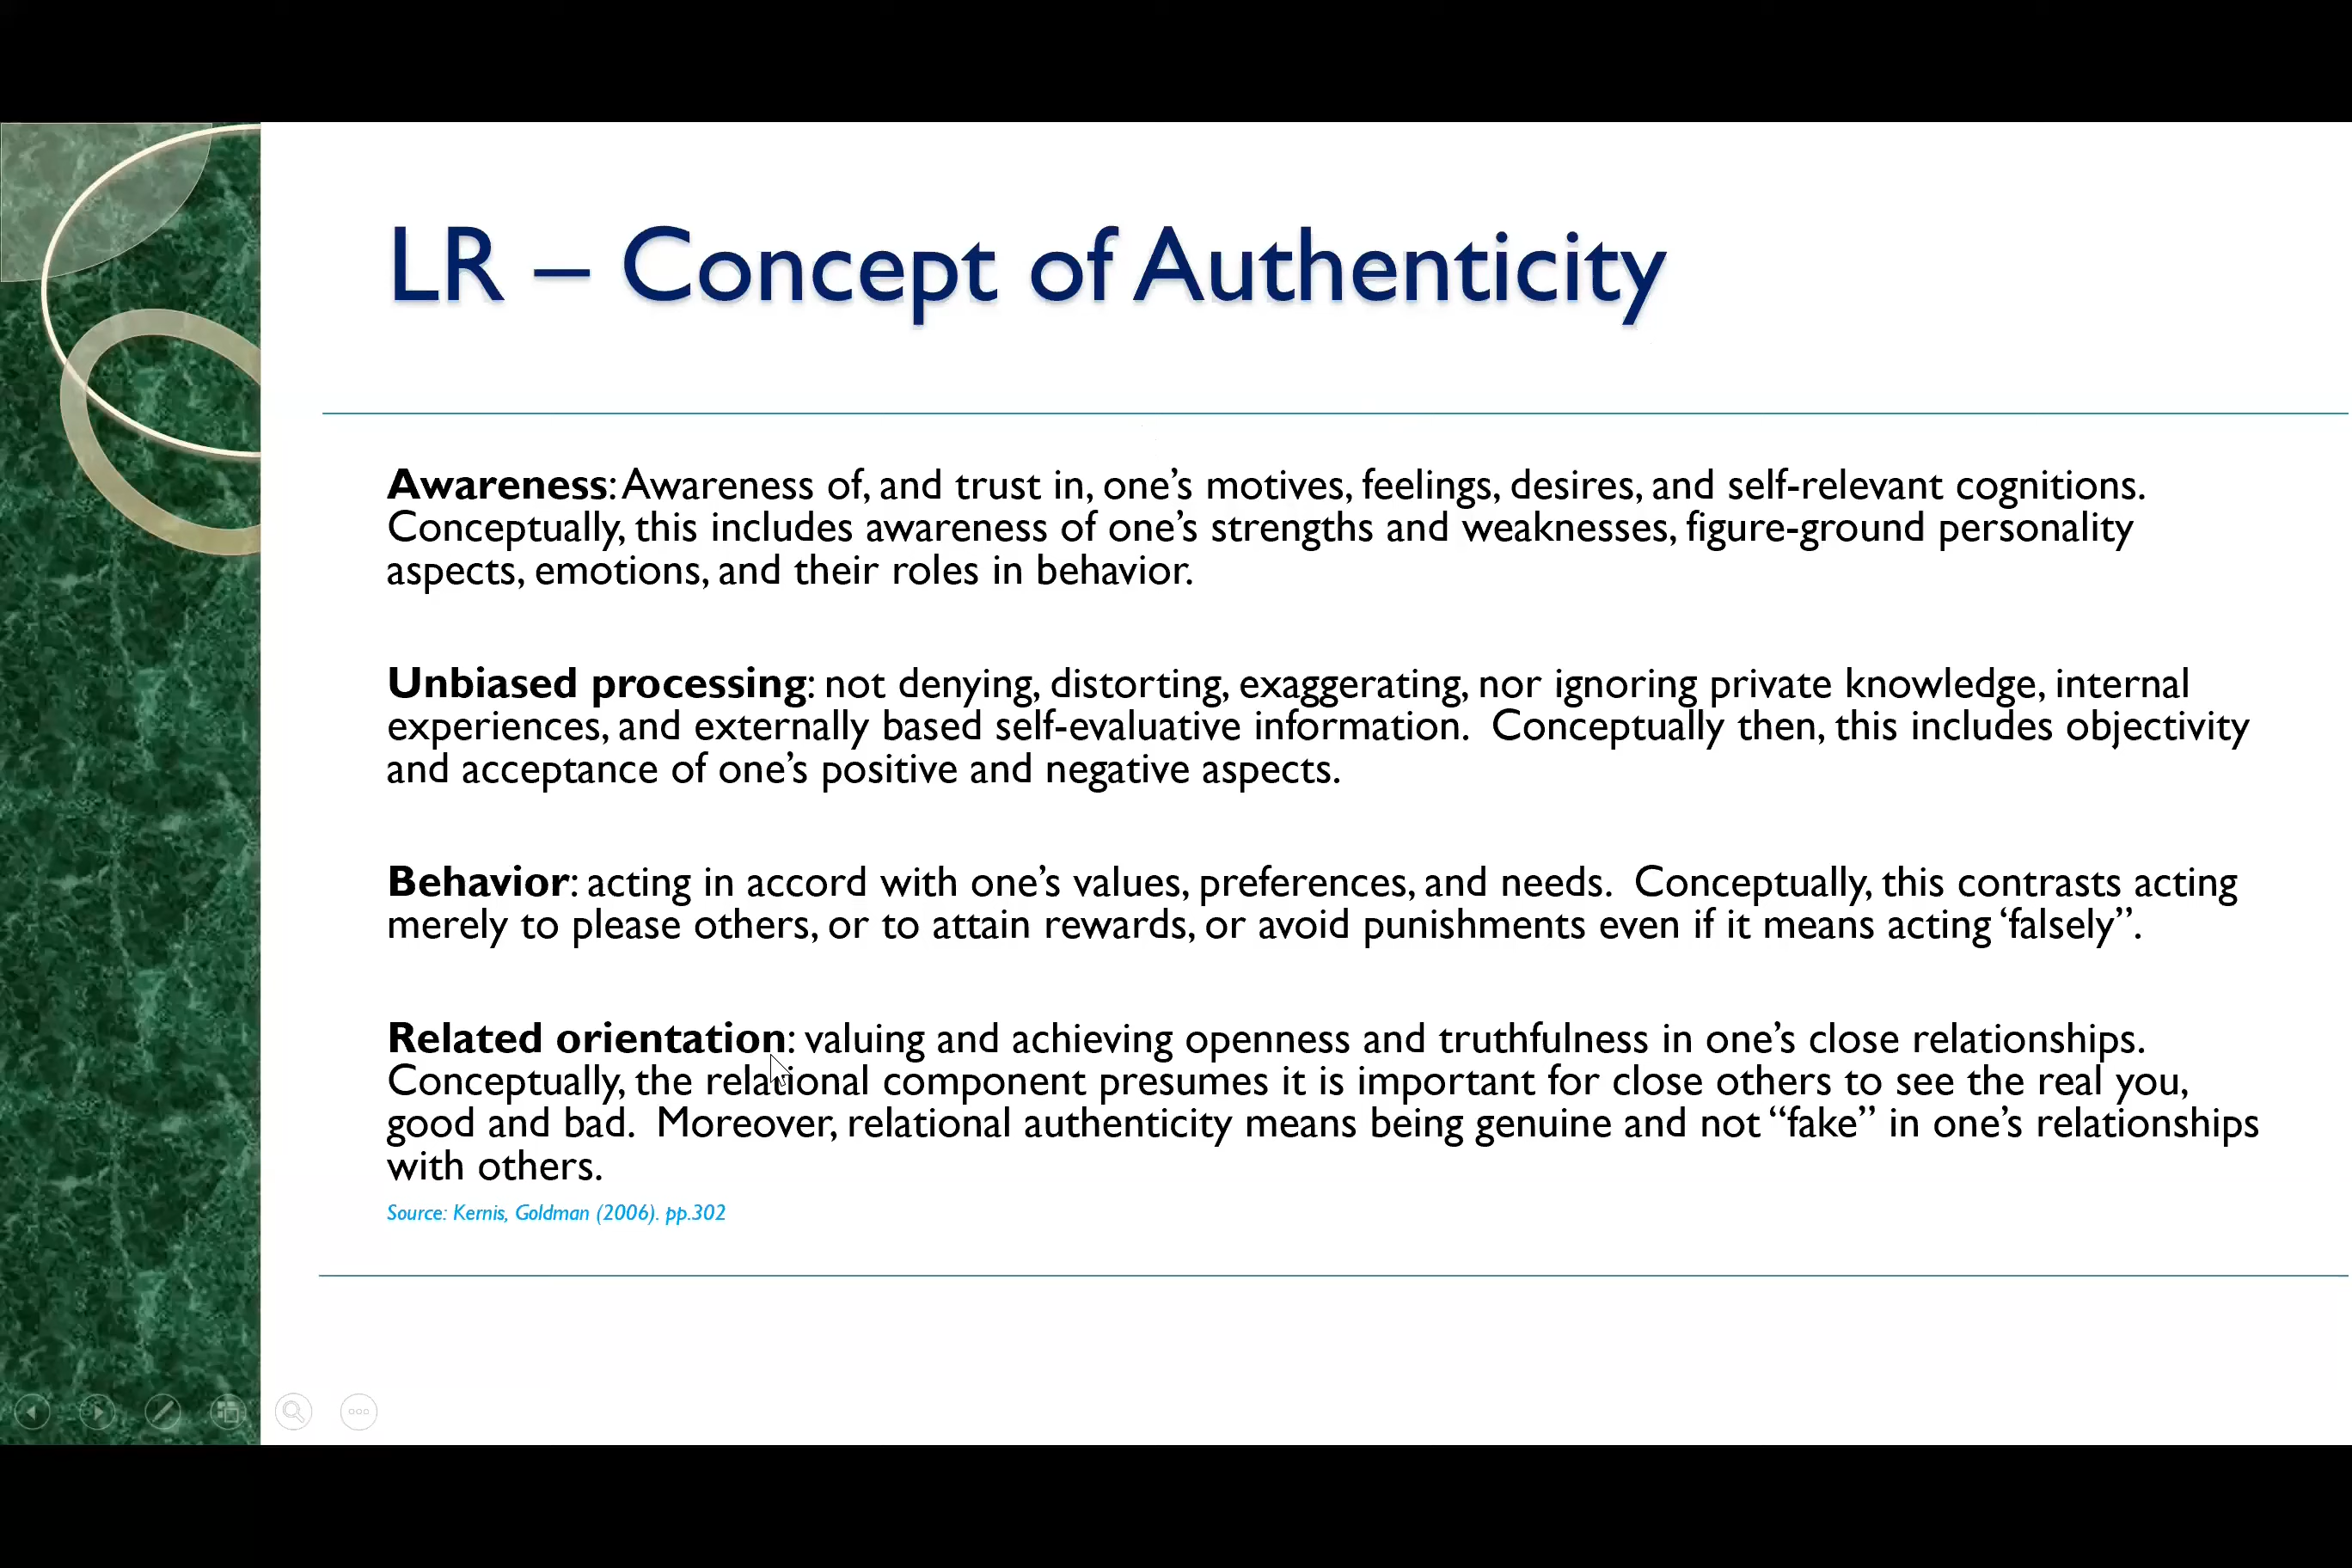 LR – Concept of Authenticity
Awareness: Awareness of, and trust in, one’s motives, feelings, desires, and self-relevant cognitions.
Conceptually, this includes awareness of one’s strengths and weaknesses, figure-ground personality
aspects, emotions, and their roles in behavior.
Unbiased processing: not denying, distorting, exaggerating, nor ignoring private knowledge, internal
experiences, and externally based self-evaluative information.  Conceptually then, this includes objectivity
and acceptance of one’s positive and negative aspects.
Behavior: acting in accord with one’s values, preferences, and needs.  Conceptually, this contrasts acting
merely to please others, or to attain rewards, or avoid punishments even if it means acting ‘falsely”.
Related orientation: valuing and achieving openness and truthfulness in one’s close relationships.
Conceptually, the relational component presumes it is important for close others to see the real you,
good and bad.  Moreover, relational authenticity means being genuine and not “fake” in one’s relationships
with others.
Source: Kernis, Goldman (2006). pp.302